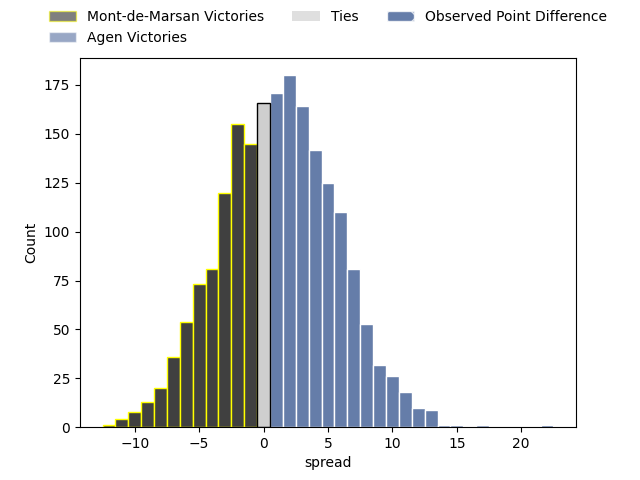 Mont-de-Marsan Victories
Agen Victories
Ties
Observed Point Difference
175
150
125
100
75
50
25
0
Count
−10
−5
0
5
10
15
20
spread